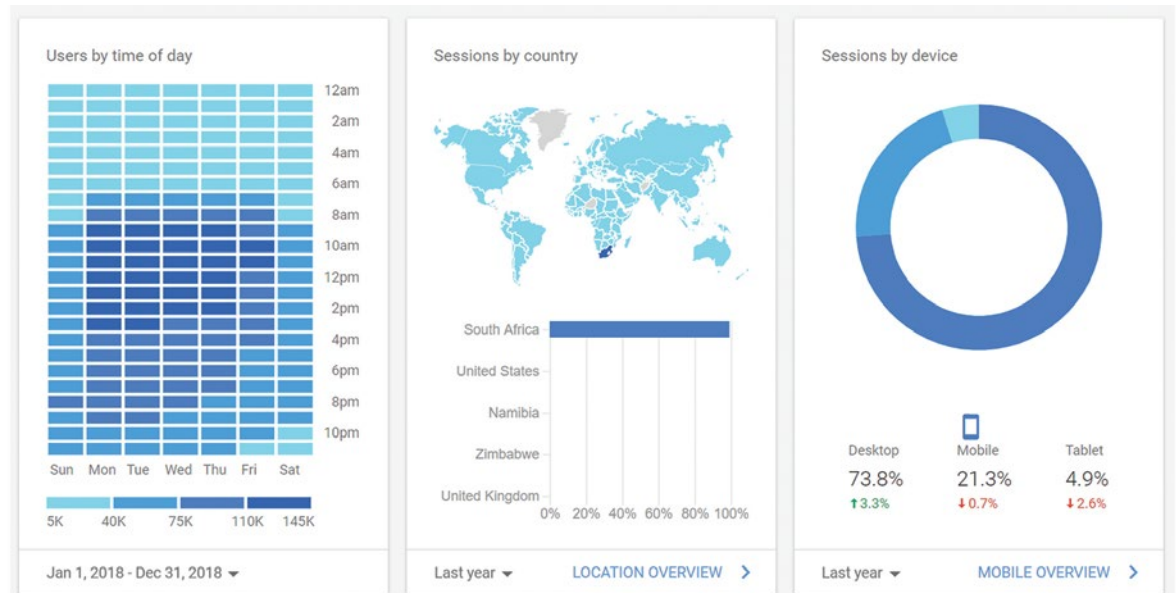 Users by time of day
12am
2am
4am
6am
8am
10am
12pm
2pm
4pm
6pm
8pm
10pm
Sun Mon Tue Wed Thu Fri Sat
5K 40K 75K 110K 145K
Jan 1, 2018 - Dec 31, 2018
Sessions by country
South Africa
United States
Namibia
Zimbabwe
United Kingdom
0% 20% 40% 60% 80% 100%
Last year LOCATION OVERVIEW
Sessions by device
Desktop Mobile Tablet
73.8% 21.3% 4.9%
↑3.3% ↓0.7% ↓2.6%
Last year MOBILE OVERVIEW